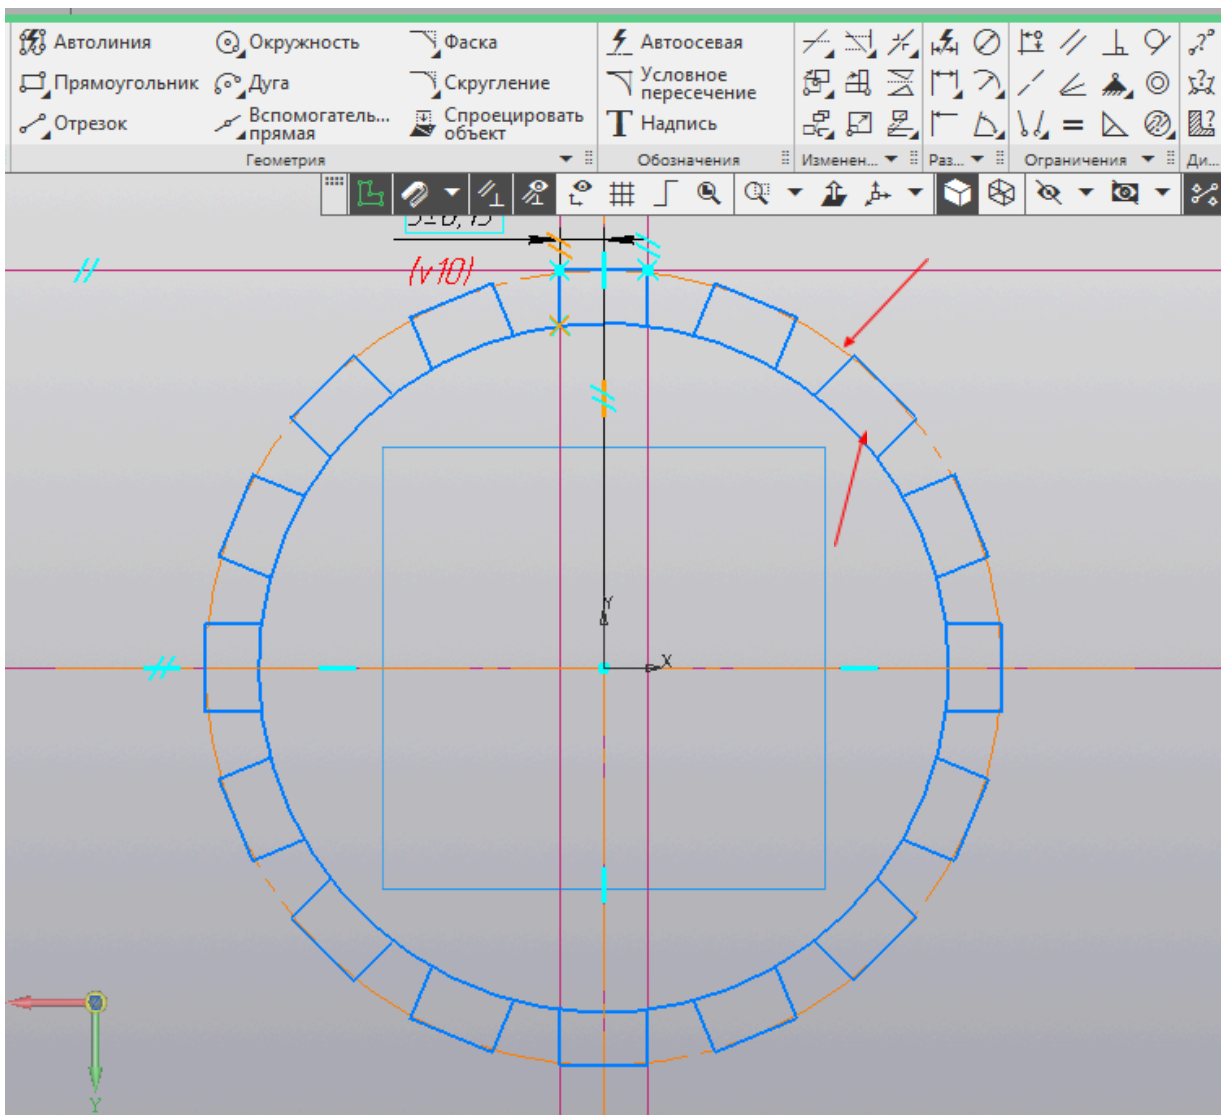 Автолиния
Окружность
Фаска
Автоосевая
Прямоугольник
Дуга
Скругление
Условное
пересечение
Отрезок
Вспомогатель...
прямая
Спроецировать
объект
Надпись
Геометрия
Обозначения
Изменен...
Раз...
Ограничения
Ди...
(v10)
Y
X
Y